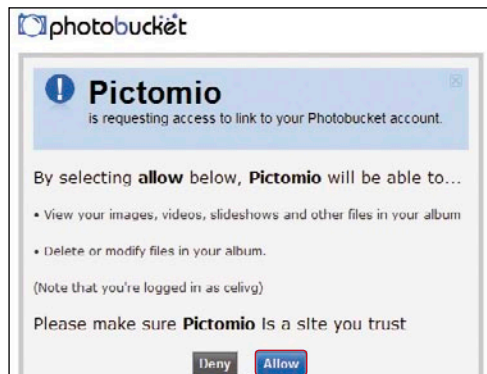 photobucket
Pictomio
is requesting access to link to your Photobucket account.
By selecting allow below, Pictomio will be able to...
• View your images, videos, slideshows and other files in your album
• Delete or modify files in your album.
(Note that you're logged in as celivg)
Please make sure Pictomio is a site you trust
Deny Allow